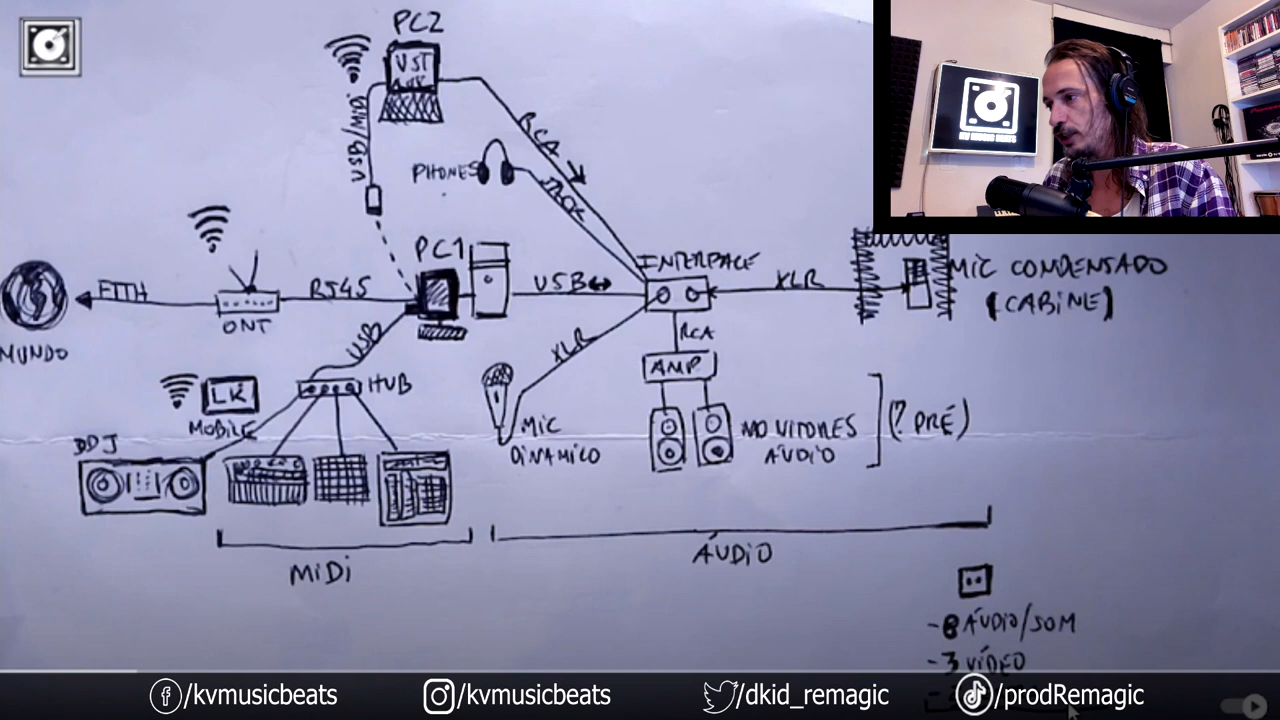 PC2
VST
USB/MIDI
RCA
PHONES
JACK
PC1
INTERFACE
MUNDO
FTTH
ONT
RJ45
USB
USB
XLR
MIC CONDENSADO
(CABINE)
HUB
LK
MOBILE
DDJ
XLR
MIC
DINÂMICO
RCA
AMP
MONITORES
ÁUDIO
(? PRÉ)
MIDI
ÁUDIO
-8 ÁUDIO/SOM
-3 VÍDEO
/kvmusicbeats
/kvmusicbeats
/dkid_remagic
/prodRemagic